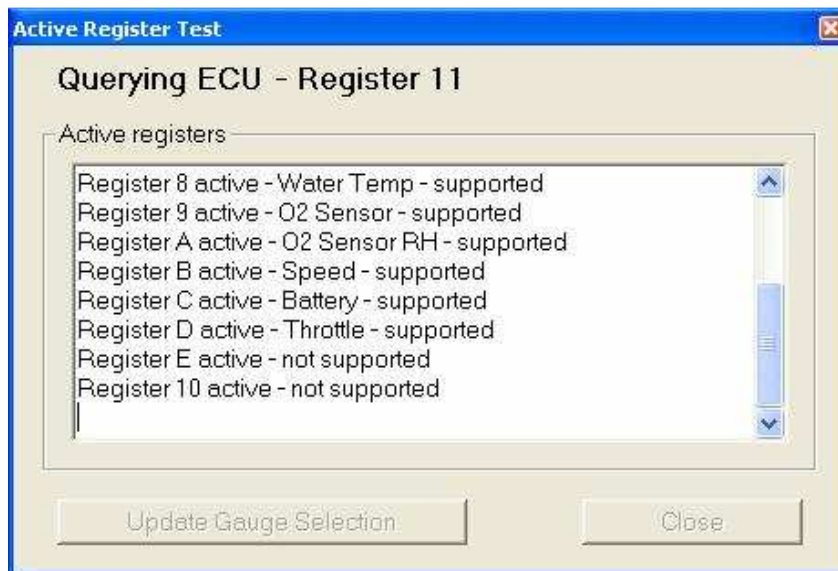 Active Register Test
Querying ECU - Register 11
Active registers
Register 8 active - Water Temp - supported
Register 9 active - O2 Sensor - supported
Register A active - O2 Sensor RH - supported
Register B active - Speed - supported
Register C active - Battery - supported
Register D active - Throttle - supported
Register E active - not supported
Register 10 active - not supported
Update Gauge Selection
Close